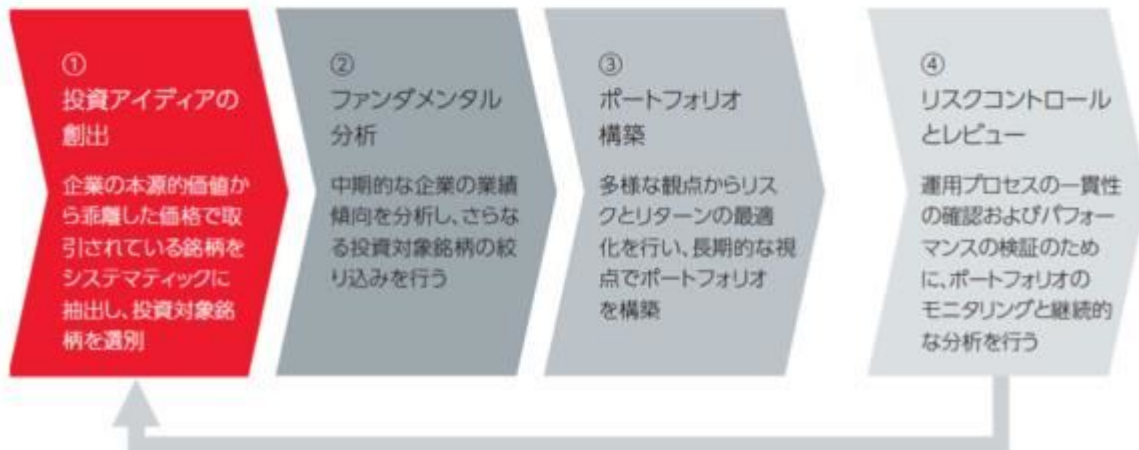 ①
投資アイディアの
創出
企業の本源的価値か
ら乖離した価格で取
引されている銘柄を
システマティックに
抽出し、投資対象銘
柄を選別
②
ファンダメンタル
分析
中期的な企業の業績
傾向を分析し、さらな
る投資対象銘柄の絞
り込みを行う
③
ポートフォリオ
構築
多様な観点からリス
クとリターンの最適
化を行い、長期的な視
点でポートフォリオ
を構築
④
リスクコントロール
とレビュー
運用プロセスの一貫性
の確認およびパフォー
マンスの検証のため
に、ポートフォリオの
モニタリングと継続的
な分析を行う